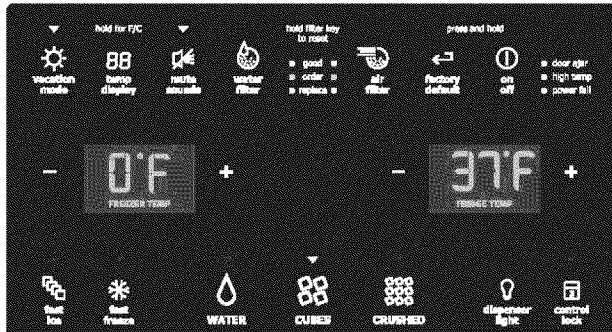 hold for F/C
hold filter key
to reset
press and hold
88
vacation
mode
temp
display
mute
sounds
water
filter
good
order
replace
air
filter
factory
default
on
off
door ajar
high temp
power fail
− 0°F +
FREEZER TEMP
− 37°F +
FRIDGE TEMP
fast
ice
fast
freeze
WATER
CUBES
CRUSHED
dispenser
light
control
lock